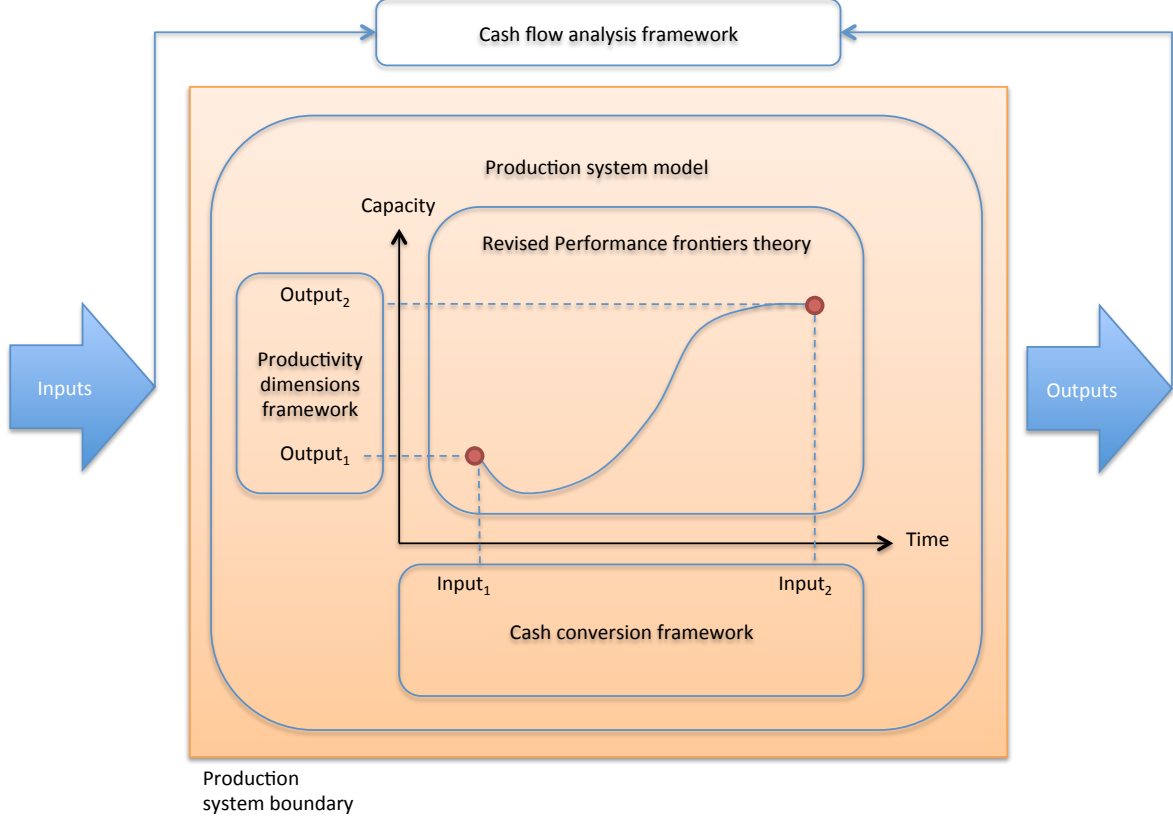 Cash flow analysis framework
Production system model
Capacity
Revised Performance frontiers theory
Output₂
Productivity
dimensions
framework
Inputs
Outputs
Output₁
Time
Input₁
Input₂
Cash conversion framework
Production
system boundary